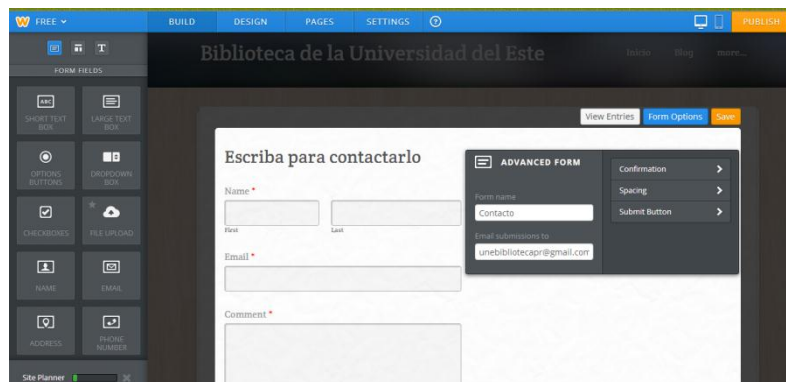 FREE
BUILD
DESIGN
PAGES
SETTINGS
?
PUBLISH
Biblioteca de la Universidad del Este
Inicio
Blog
more...
T
FORM FIELDS
ABC
SHORT TEXT
BOX
LARGE TEXT
BOX
OPTIONS
BUTTONS
DROPDOWN
BOX
CHECKBOXES
FILE UPLOAD
NAME
EMAIL
ADDRESS
PHONE
NUMBER
Site Planner
View Entries
Form Options
Save
Escriba para contactarlo
Name *
First
Last
Email *
Comment *
ADVANCED FORM
Form name
Contacto
Email submissions to
unebibliotecapr@gmail.com
Confirmation
Spacing
Submit Button